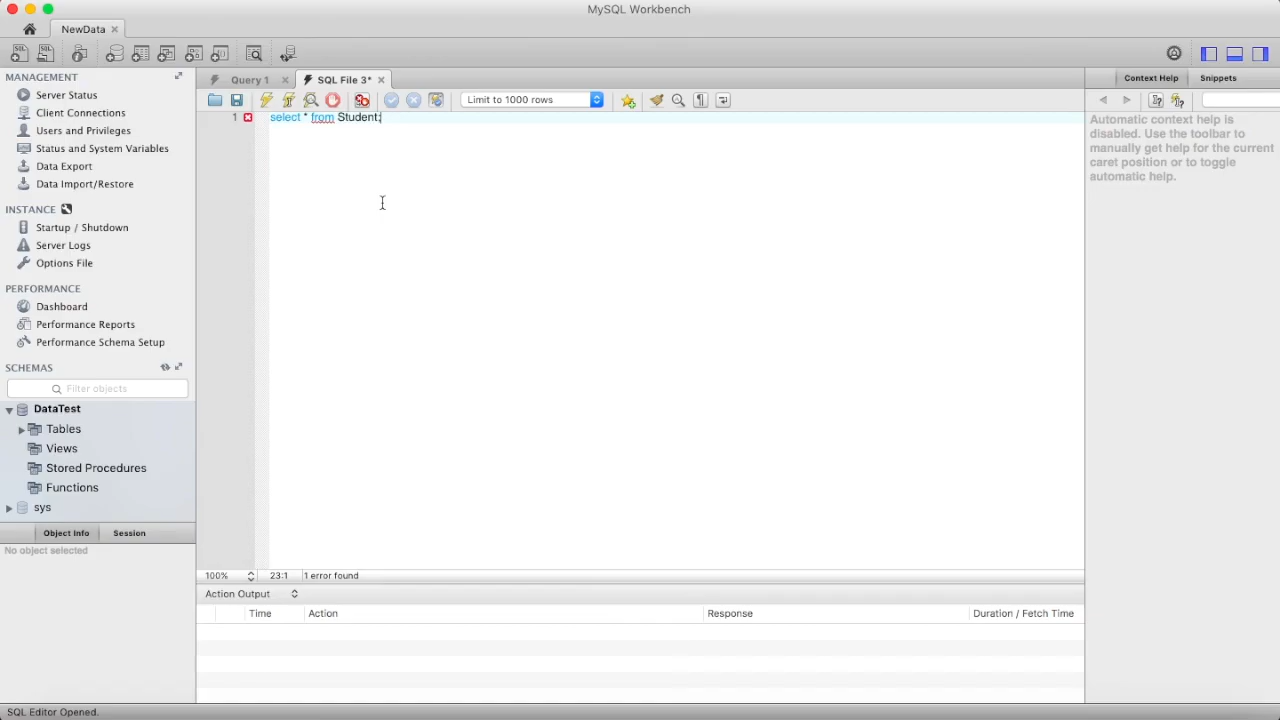 MySQL Workbench
NewData
Query 1
SQL File 3*
Limit to 1000 rows
Context Help
Snippets
MANAGEMENT
Server Status
Client Connections
Users and Privileges
Status and System Variables
Data Export
Data Import/Restore
INSTANCE
Startup / Shutdown
Server Logs
Options File
PERFORMANCE
Dashboard
Performance Reports
Performance Schema Setup
SCHEMAS
Filter objects
DataTest
Tables
Views
Stored Procedures
Functions
sys
Object Info
Session
No object selected
1
select * from Student;
Automatic context help is
disabled. Use the toolbar to
manually get help for the current
caret position or to toggle
automatic help.
100%
23:1
1 error found
Action Output
Time
Action
Response
Duration / Fetch Time
SQL Editor Opened.